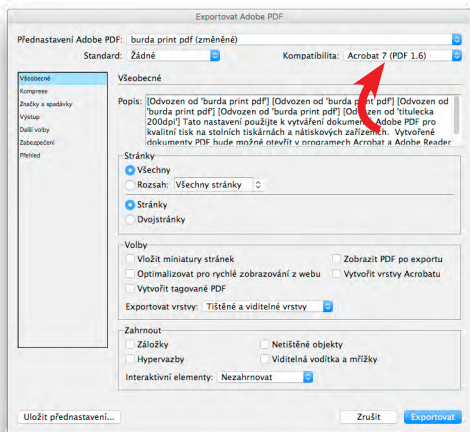 Exportovat Adobe PDF
Přednastavení Adobe PDF: burda print pdf (změněné)
Standard: Žádné Kompatibilita: Acrobat 7 (PDF 1.6)
Všeobecné
Komprese
Značky a spadávky
Výstup
Další volby
Zabezpečení
Přehled
Všeobecné
Popis: [Odvozen od 'burda print pdf'] [Odvozen od 'burda print pdf'] [Odvozen od
'burda print pdf'] [Odvozen od 'burda print pdf'] [Odvozen od 'titulecka
200dpi'] Tato nastavení použijte k vytváření dokumentů Adobe PDF pro
kvalitní tisk na stolních tiskárnách a nátiskových zařízeních. Vytvořené
dokumenty PDF bude možné otevřít v programech Acrobat a Adobe Reader
Stránky
Všechny
Rozsah: Všechny stránky
Stránky
Dvojstránky
Volby
Vložit miniatury stránek Zobrazit PDF po exportu
Optimalizovat pro rychlé zobrazování z webu Vytvořit vrstvy Acrobatu
Vytvořit tagované PDF
Exportovat vrstvy: Tištěné a viditelné vrstvy
Zahrnout
Záložky Netištěné objekty
Hypervazby Viditelná vodítka a mřížky
Interaktivní elementy: Nezahrnovat
Uložit přednastavení... Zrušit Exportovat